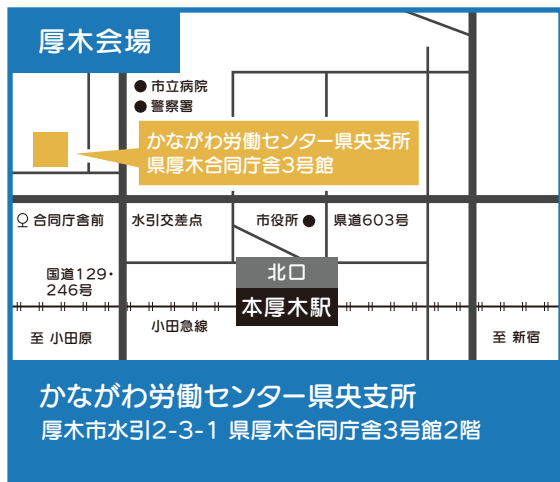 厚木会場
市立病院
警察署
かながわ労働センター県央支所
県厚木合同庁舎3号館
合同庁舎前
水引交差点
市役所
県道603号
国道129・
246号
北口
本厚木駅
小田急線
至 小田原
至 新宿
かながわ労働センター県央支所
厚木市水引2-3-1 県厚木合同庁舎3号館2階